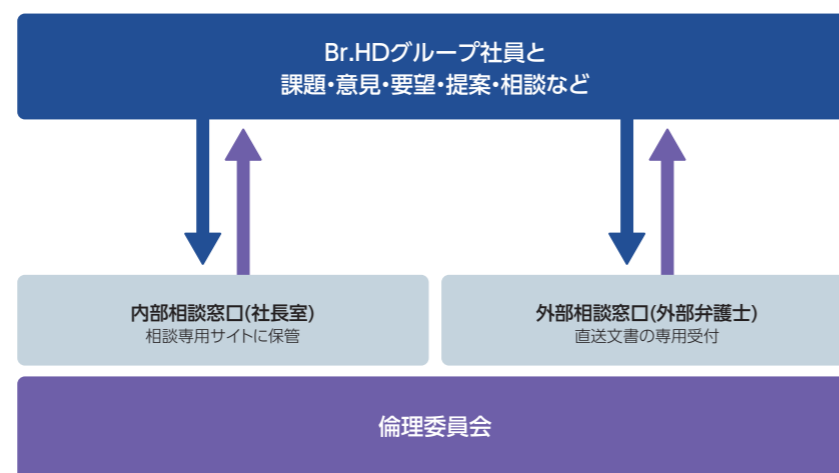 Br.HDグループ社員と
課題・意見・要望・提案・相談など
内部相談窓口(社長室)
相談専用サイトに保管
外部相談窓口(外部弁護士)
直送文書の専用受付
倫理委員会